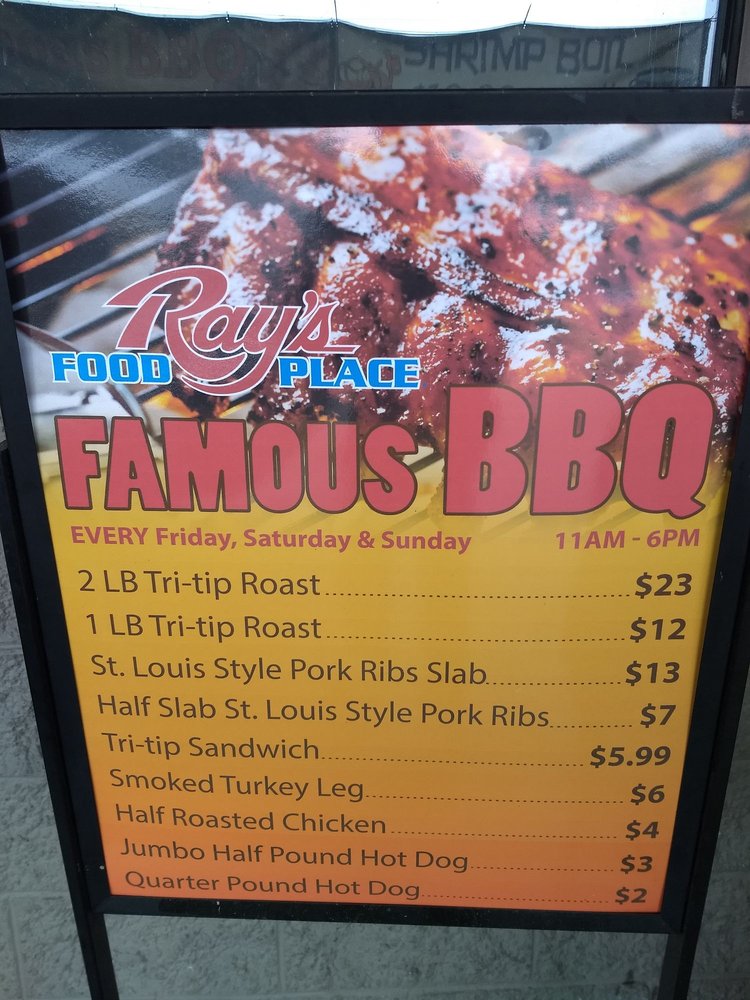 SHRIMP BOIL
Ray's
FOOD PLACE
FAMOUS BBQ
EVERY Friday, Saturday & Sunday 11AM - 6PM
2 LB Tri-tip Roast $23
1 LB Tri-tip Roast $12
St. Louis Style Pork Ribs Slab $13
Half Slab St. Louis Style Pork Ribs $7
Tri-tip Sandwich $5.99
Smoked Turkey Leg $6
Half Roasted Chicken $4
Jumbo Half Pound Hot Dog $3
Quarter Pound Hot Dog $2